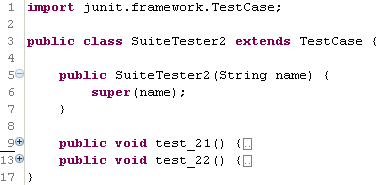 1 import junit.framework.TestCase;
2
3 public class SuiteTester2 extends TestCase {
4
5 public SuiteTester2(String name) {
6 super(name);
7 }
8
9 public void test_21() {
13 public void test_22() {
17 }